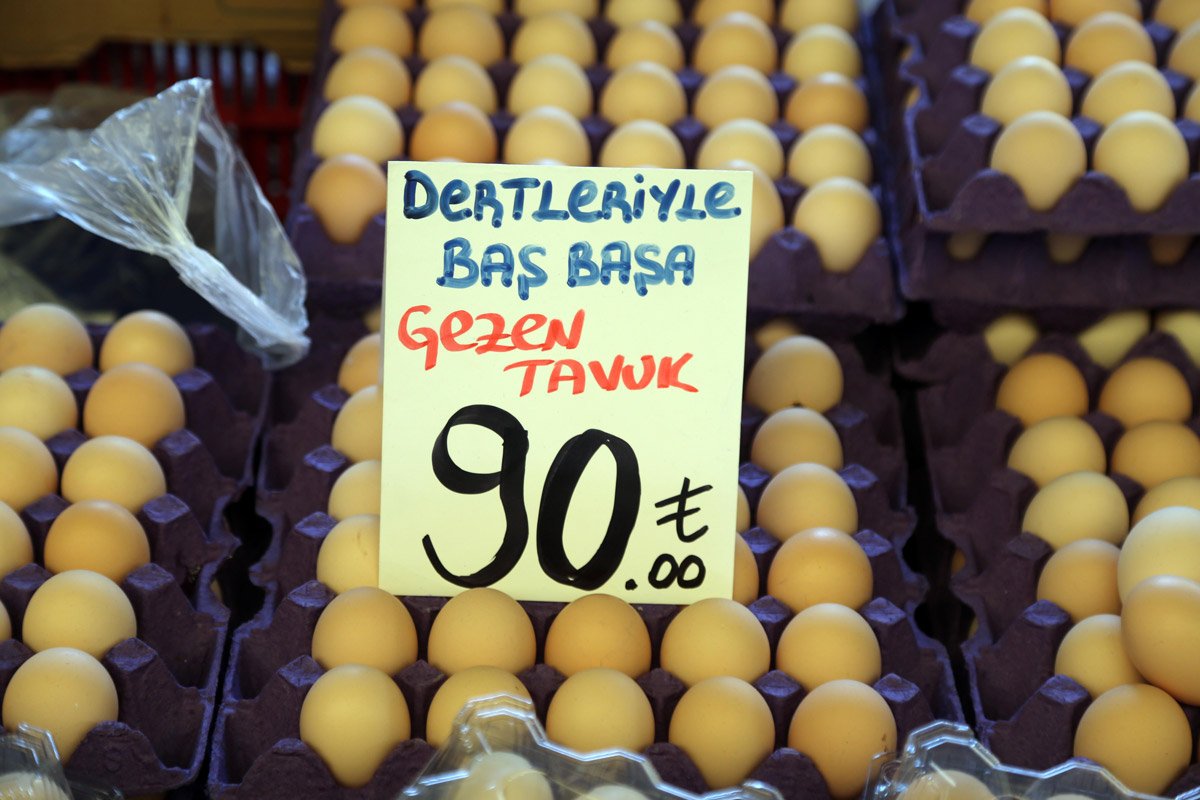 DERTLERİYLE
BAŞ BAŞA
GEZEN
TAVUK
90.00 ₺